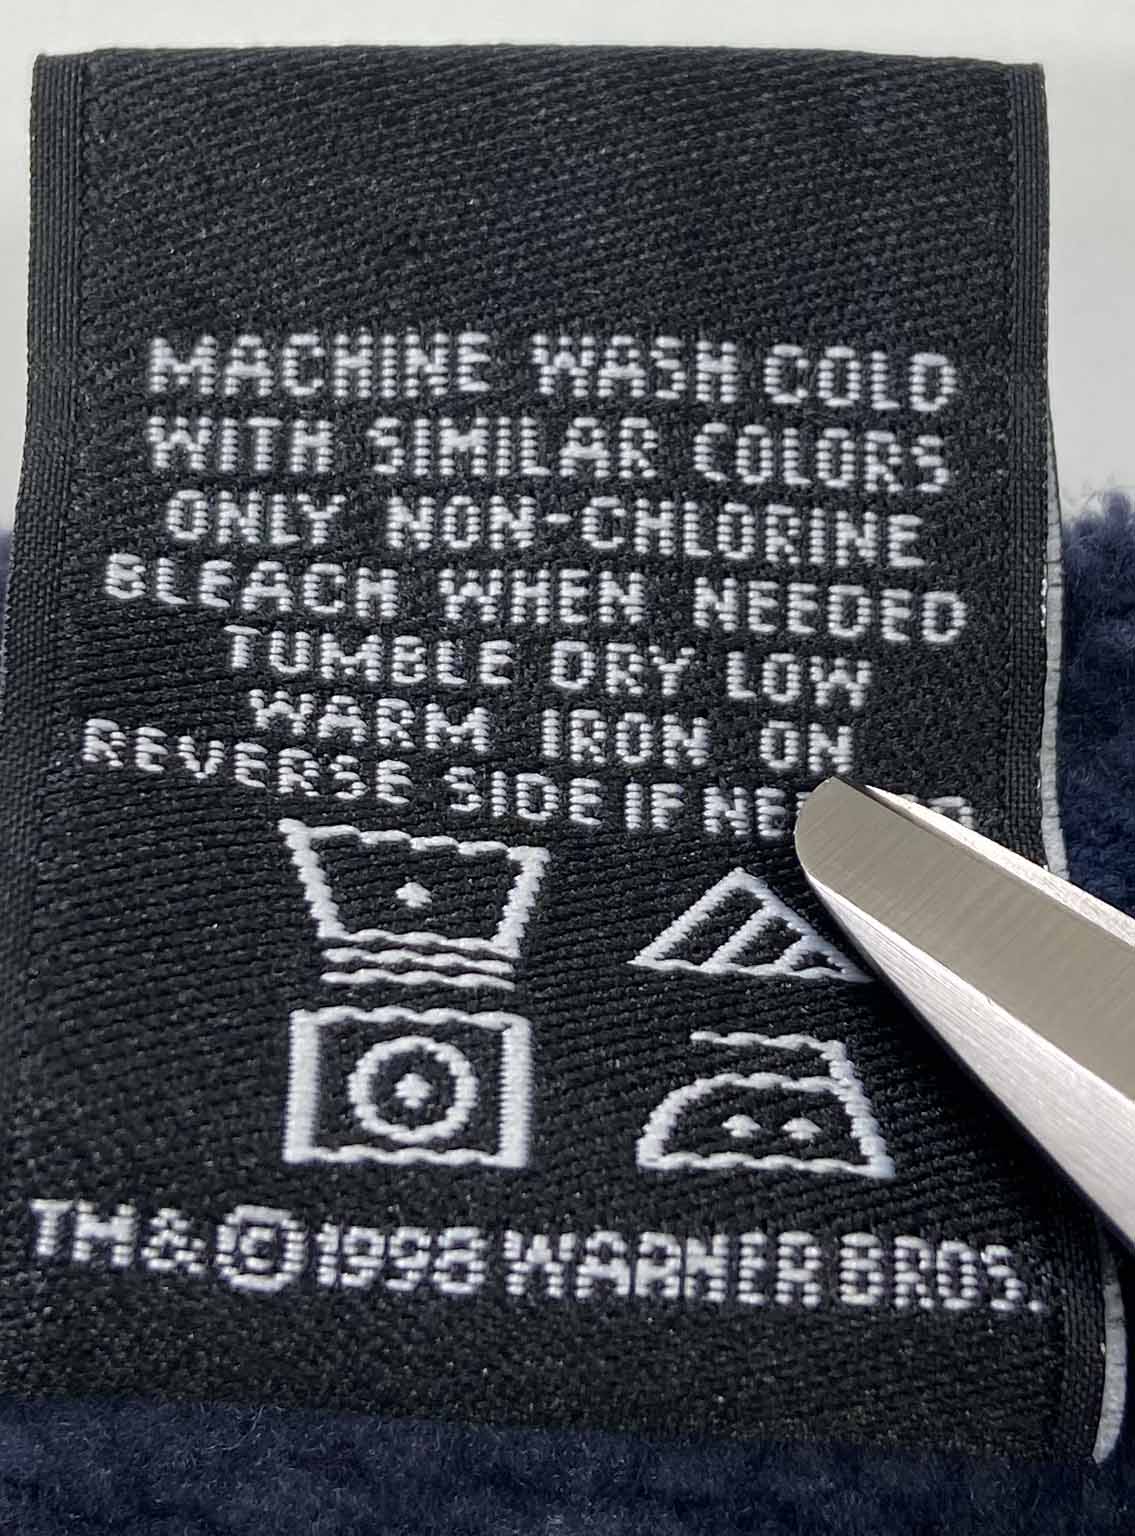 MACHINE WASH COLD
WITH SIMILAR COLORS
ONLY NON-CHLORINE
BLEACH WHEN NEEDED
TUMBLE DRY LOW
WARM IRON ON
REVERSE SIDE IF
TM & © 1998 WARNER BROS.